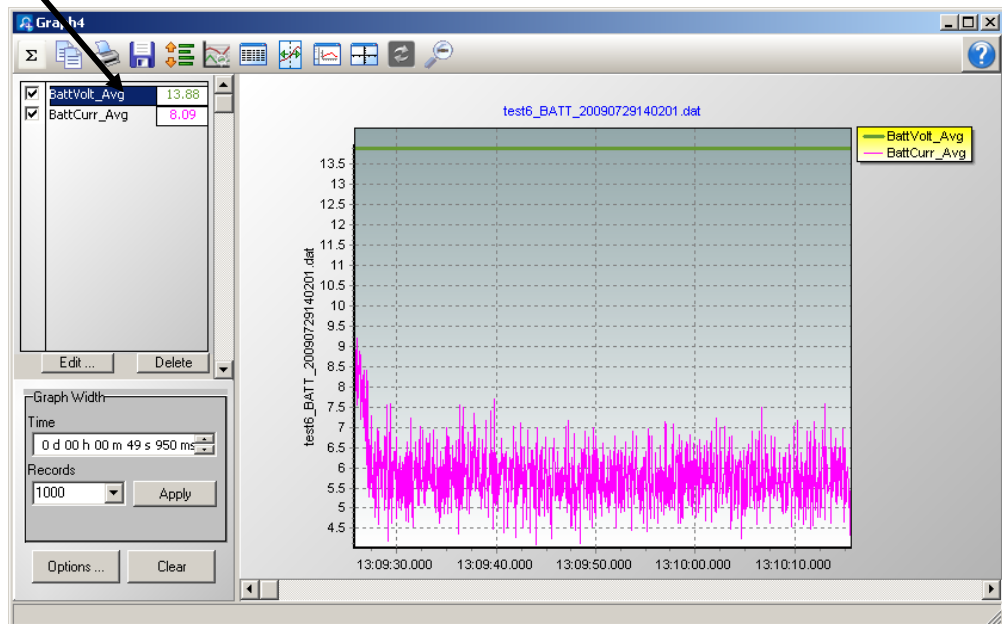 Graph4
Σ
?
BattVolt_Avg 13.88
BattCurr_Avg 8.09
Edit ... Delete
Graph Width
Time
0 d 00 h 00 m 49 s 950 ms
Records
1000 Apply
Options ... Clear
test6_BATT_20090729140201.dat
BattVolt_Avg
BattCurr_Avg
test6_BATT_20090729140201.dat
13.5
13
12.5
12
11.5
11
10.5
10
9.5
9
8.5
8
7.5
7
6.5
6
5.5
5
4.5
13:09:30.000 13:09:40.000 13:09:50.000 13:10:00.000 13:10:10.000